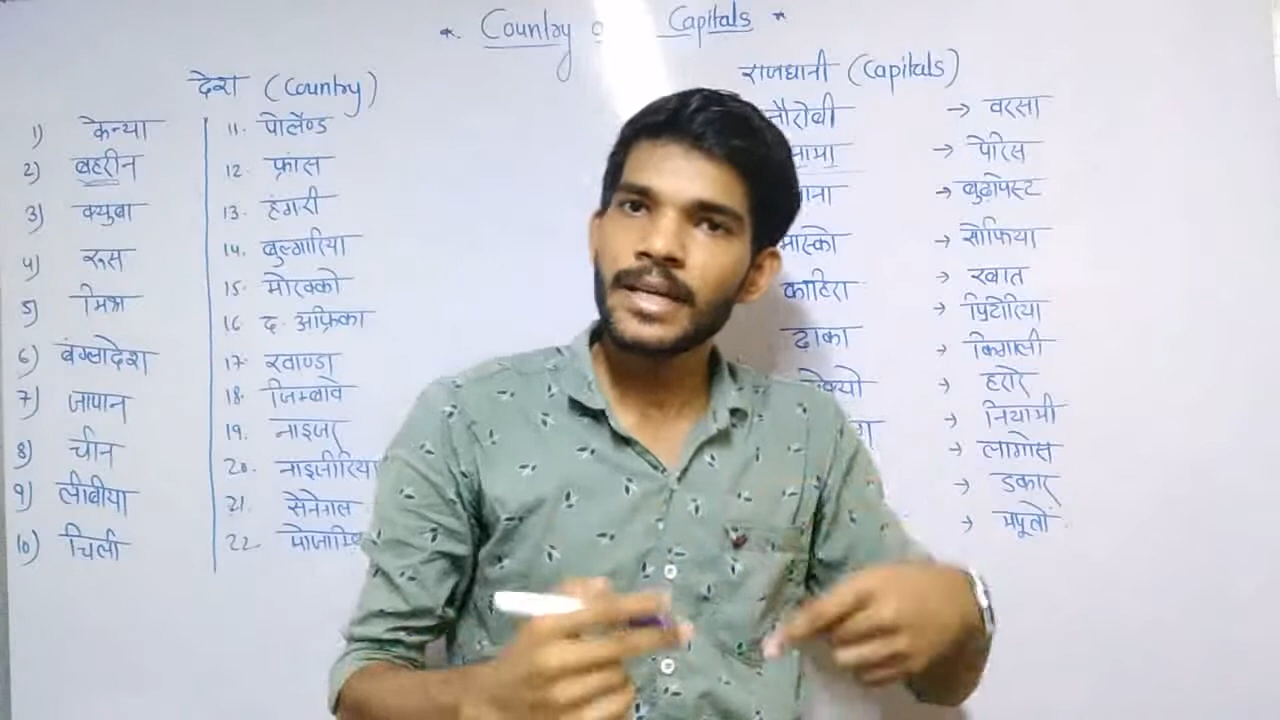 *. Country Capitals *
देश (Country)
राजधानी (Capitals)
1) केन्या
2) बहरीन
3) क्युबा
4) रूस
5) मिस्र
6) बंग्लादेश
7) जापान
8) चीन
9) लीबीया
10) चिली
11. पोलैण्ड
12. फ्रांस
13. हंगरी
14. बुल्गारिया
15. मोरक्को
16. द. अफ्रिका
17. रवाण्डा
18. जिम्बावे
19. नाइजर
20. नाइजीरिया
21. सेनेगल
22
नौरोबी
मास्को
काहिरा
ढाका
→ वरसा
→ पेरिस
→ बुढापेस्ट
→ सोफिया
→ रबात
→ प्रिटोरिया
→ किगाली
→ हरारे
→ नियामी
→ लागोस
→ डकार
→ मपूतो